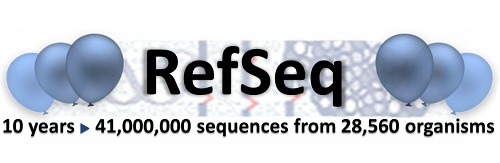 RefSeq
10 years ▶ 41,000,000 sequences from 28,560 organisms